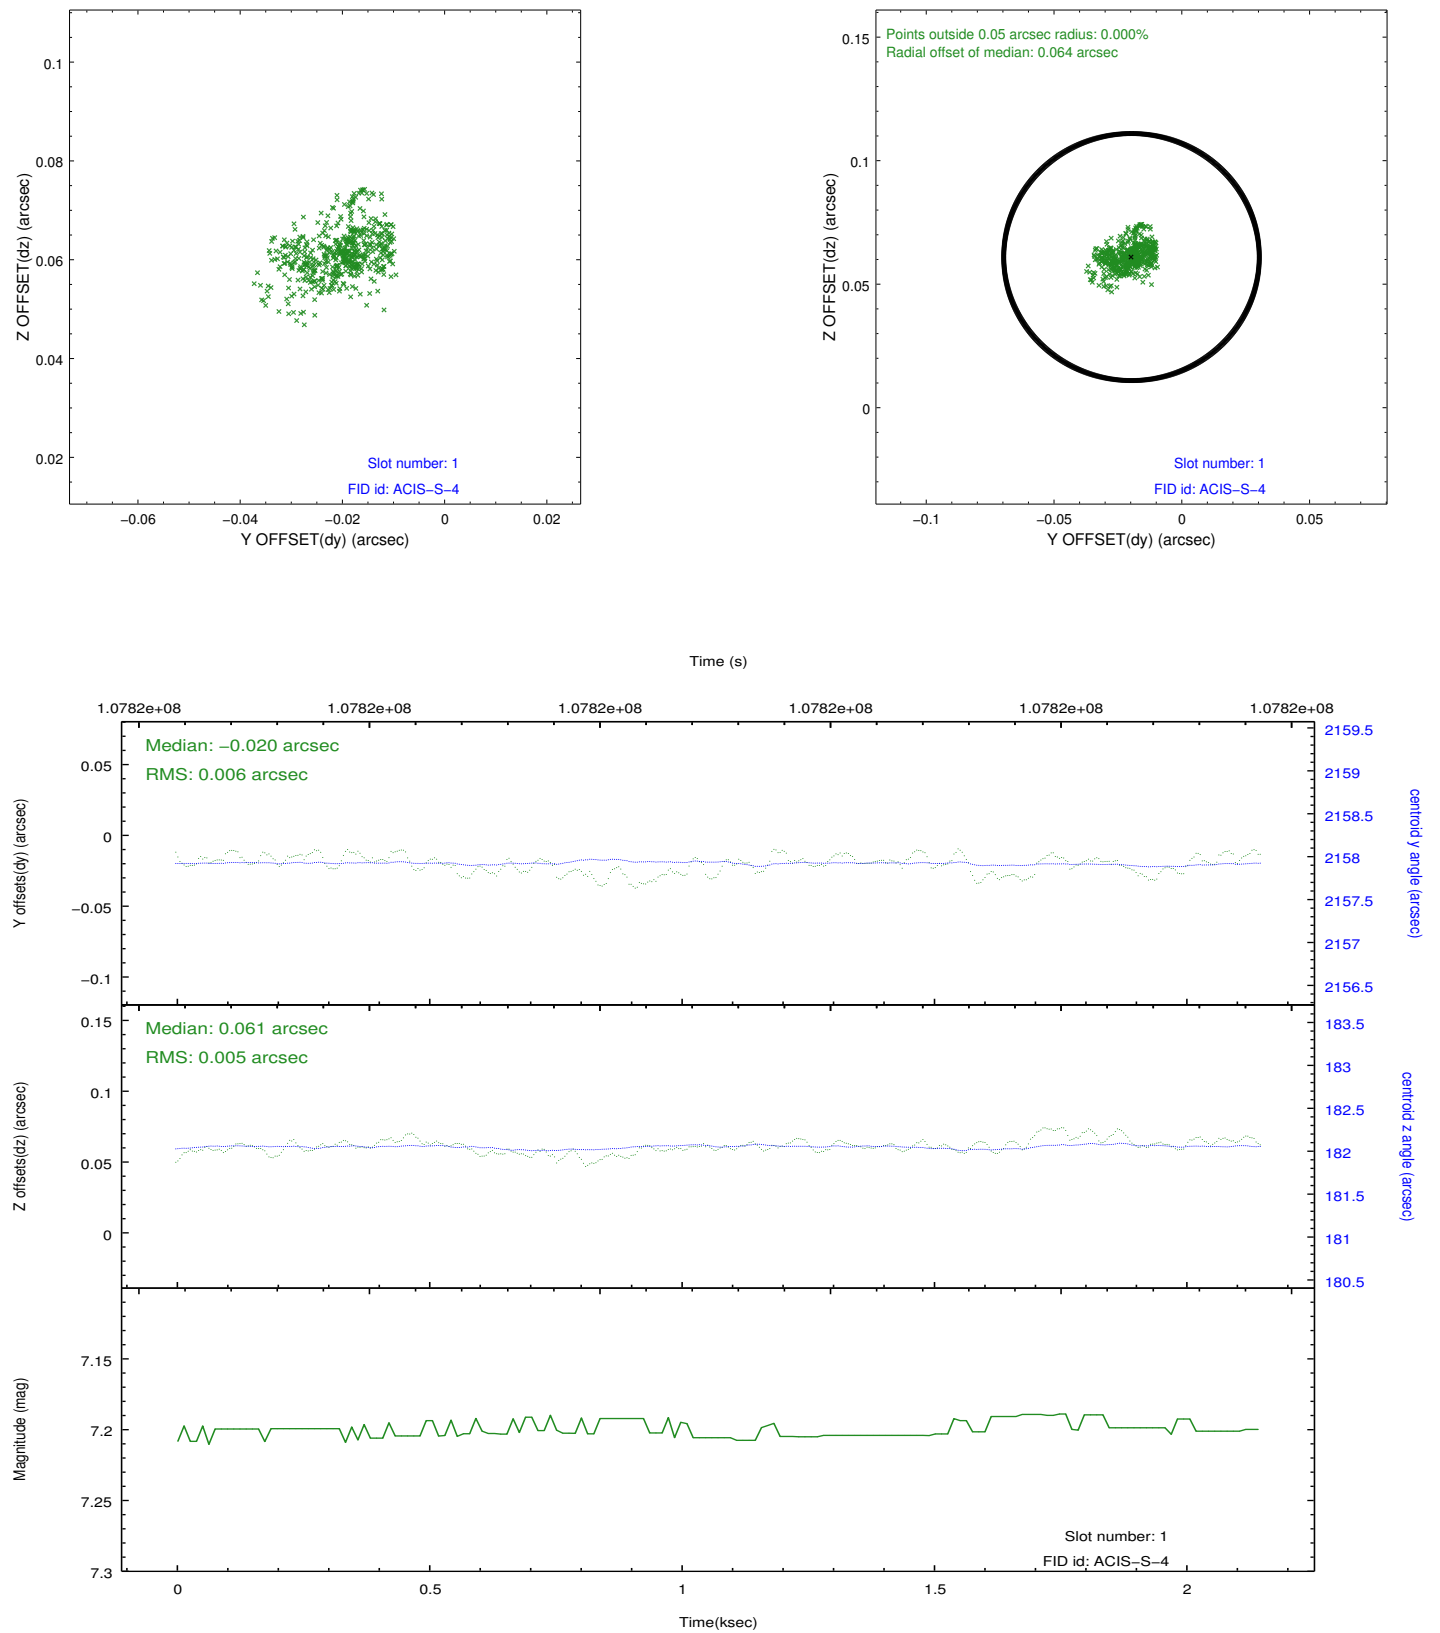 0.1
0.08
0.06
0.04
0.02
Z OFFSET(dz) (arcsec)
Slot number: 1
FID id: ACIS−S−4
−0.06 −0.04 −0.02 0 0.02
Y OFFSET(dy) (arcsec)
Points outside 0.05 arcsec radius: 0.000%
Radial offset of median: 0.064 arcsec
0.15
0.1
0.05
0
Z OFFSET(dz) (arcsec)
Slot number: 1
FID id: ACIS−S−4
−0.1 −0.05 0 0.05
Y OFFSET(dy) (arcsec)
Time (s)
1.0782e+08 1.0782e+08 1.0782e+08 1.0782e+08 1.0782e+08 1.0782e+08
Median: −0.020 arcsec
RMS: 0.006 arcsec
0.05
0
−0.05
−0.1
Y offsets(dy) (arcsec)
2159.5
2159
2158.5
2158
2157.5
2157
2156.5
centroid y angle (arcsec)
Median: 0.061 arcsec
RMS: 0.005 arcsec
0.15
0.1
0.05
0
Z offsets(dz) (arcsec)
183.5
183
182.5
182
181.5
181
180.5
centroid z angle (arcsec)
7.15
7.2
7.25
7.3
Magnitude (mag)
Slot number: 1
FID id: ACIS−S−4
0 0.5 1 1.5 2
Time(ksec)